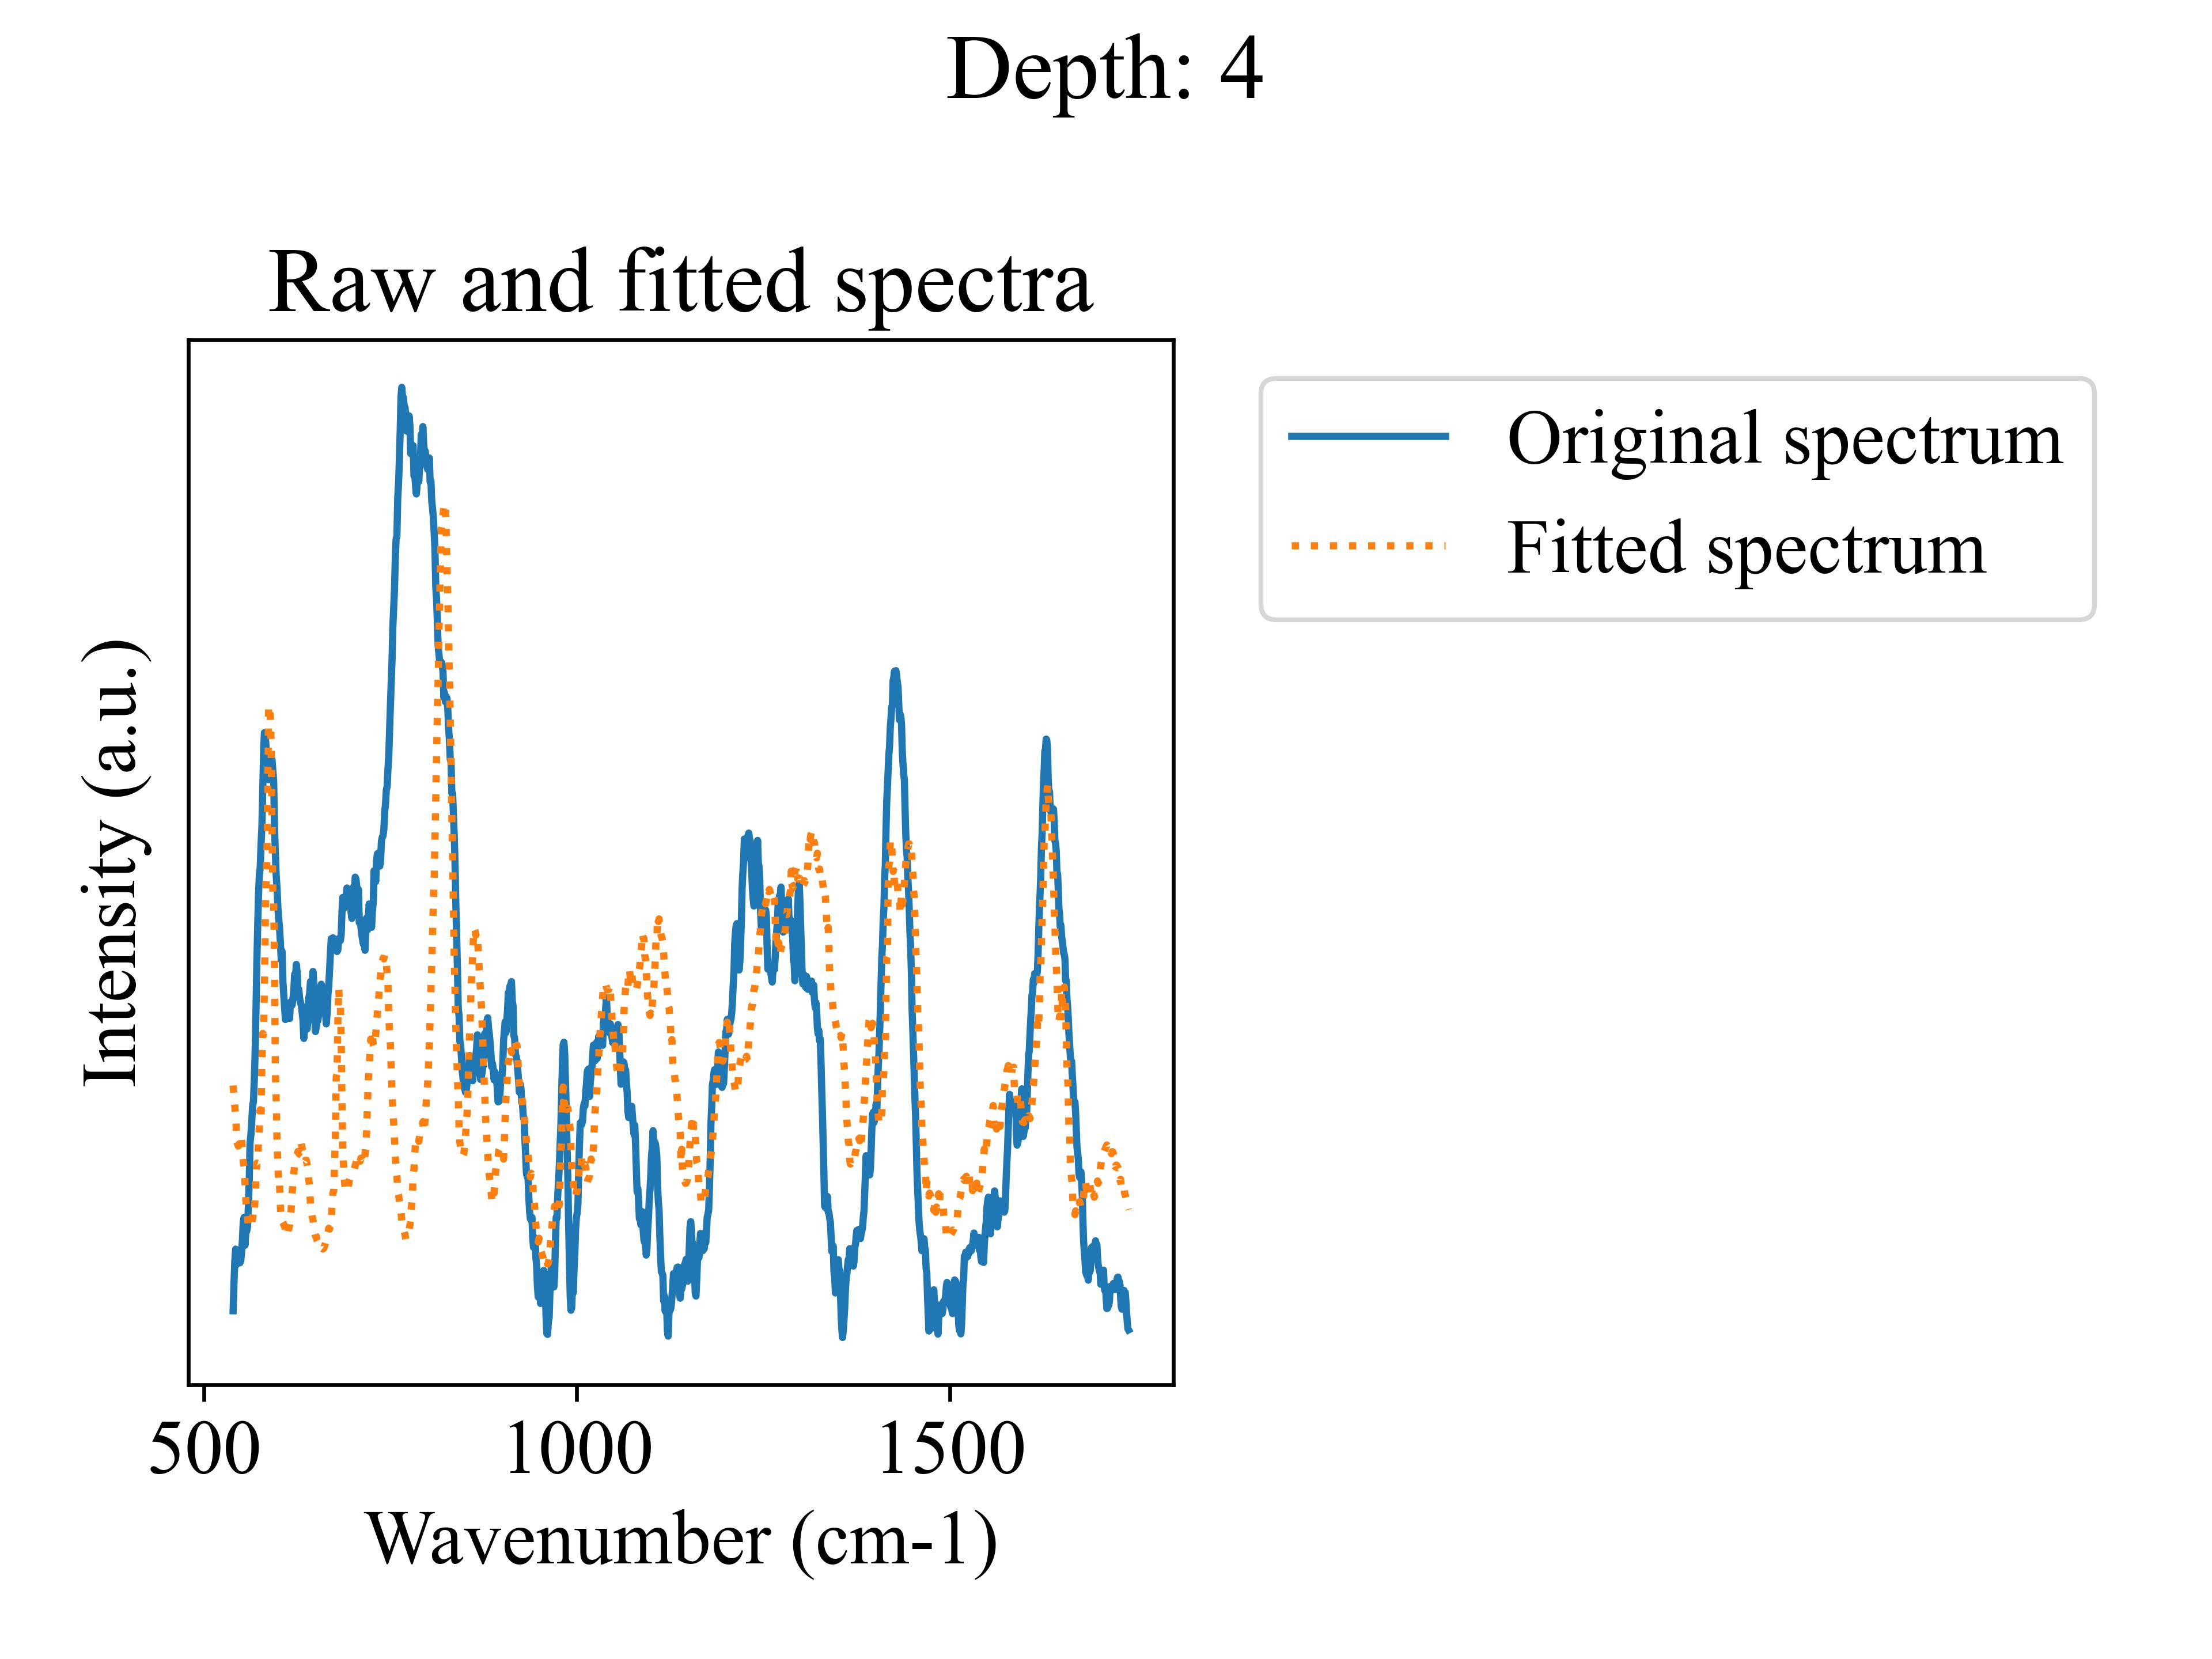 Depth: 4
Raw and fitted spectra
Original spectrum
Fitted spectrum
Intensity (a.u.)
500 1000 1500
Wavenumber (cm-1)